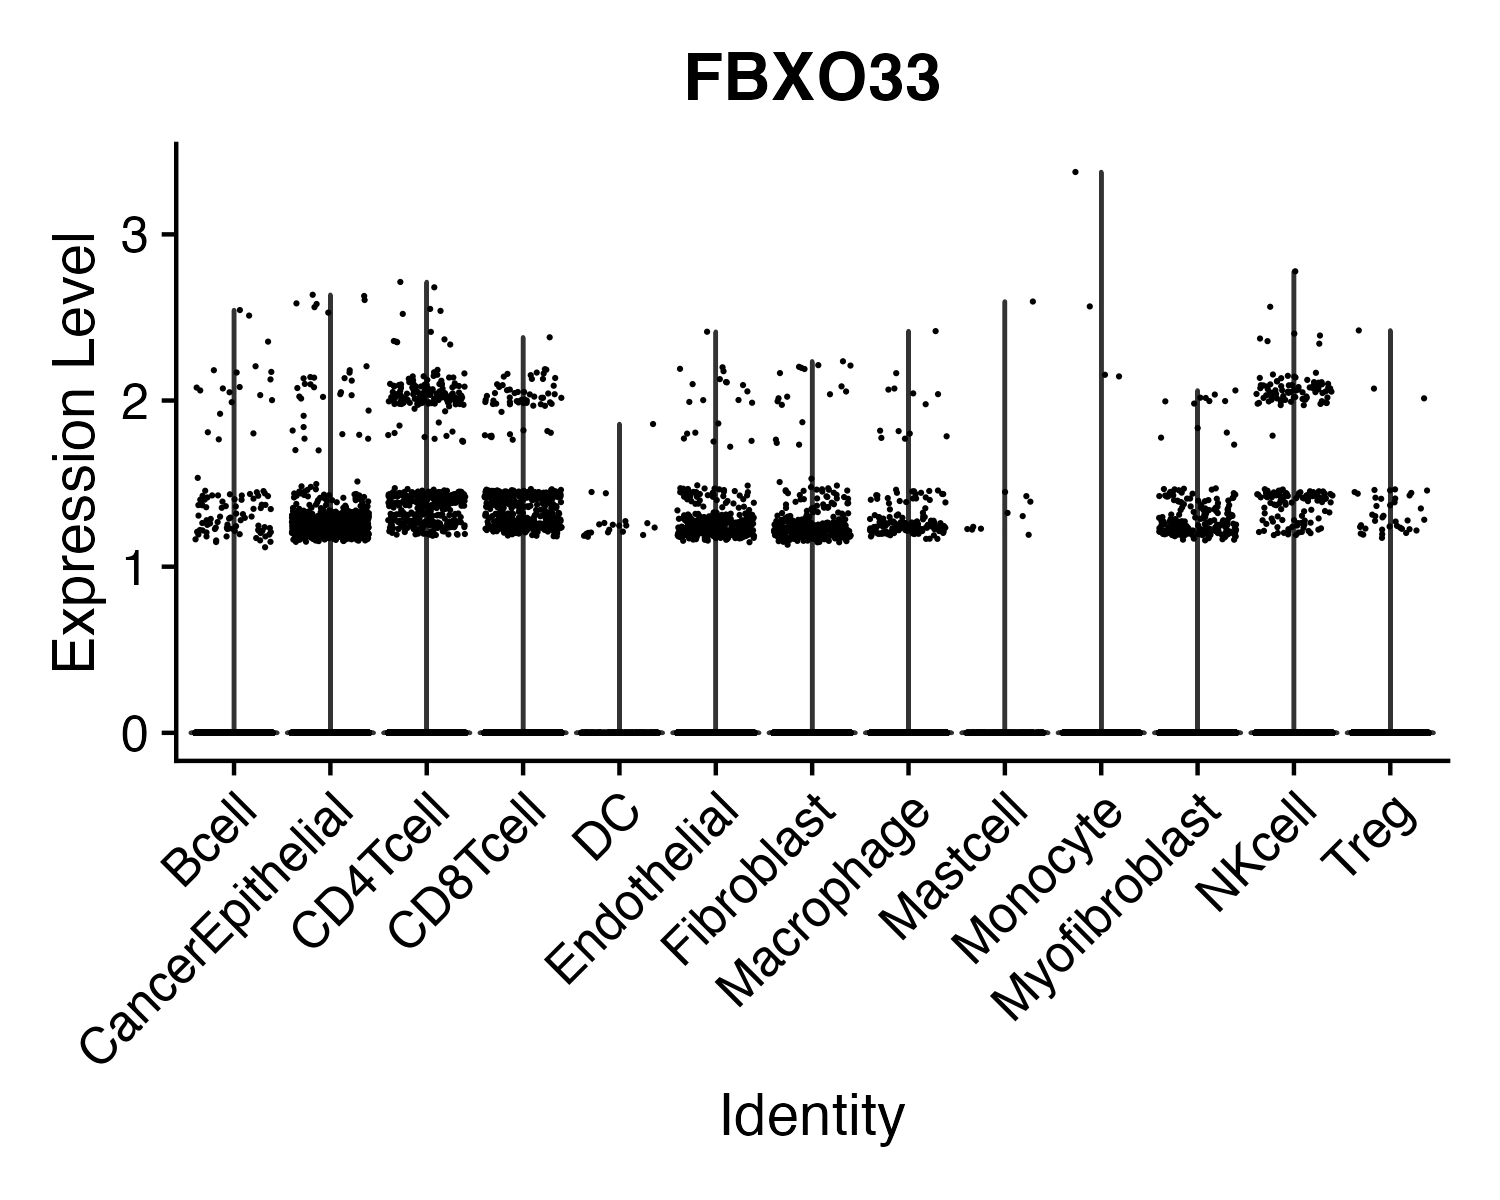 FBXO33
Expression Level
3
2
1
0
Bcell
CancerEpithelial
CD4Tcell
CD8Tcell
DC
Endothelial
Fibroblast
Macrophage
Mastcell
Monocyte
Myofibroblast
NKcell
Treg
Identity